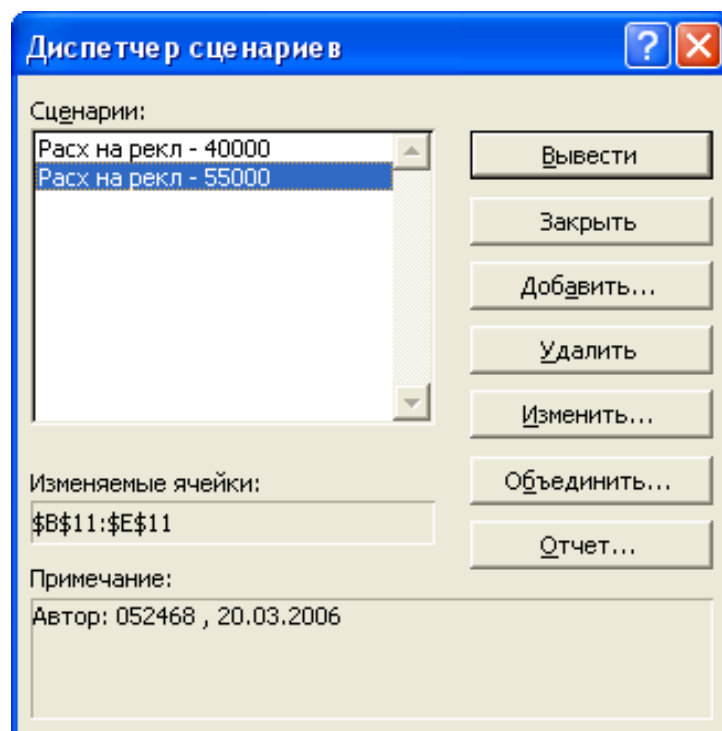 Диспетчер сценариев
Сценарии:
Расх на рекл - 40000
Расх на рекл - 55000
Вывести
Закрыть
Добавить...
Удалить
Изменить...
Объединить...
Отчет...
Изменяемые ячейки:
$B$11:$E$11
Примечание:
Автор: 052468 , 20.03.2006